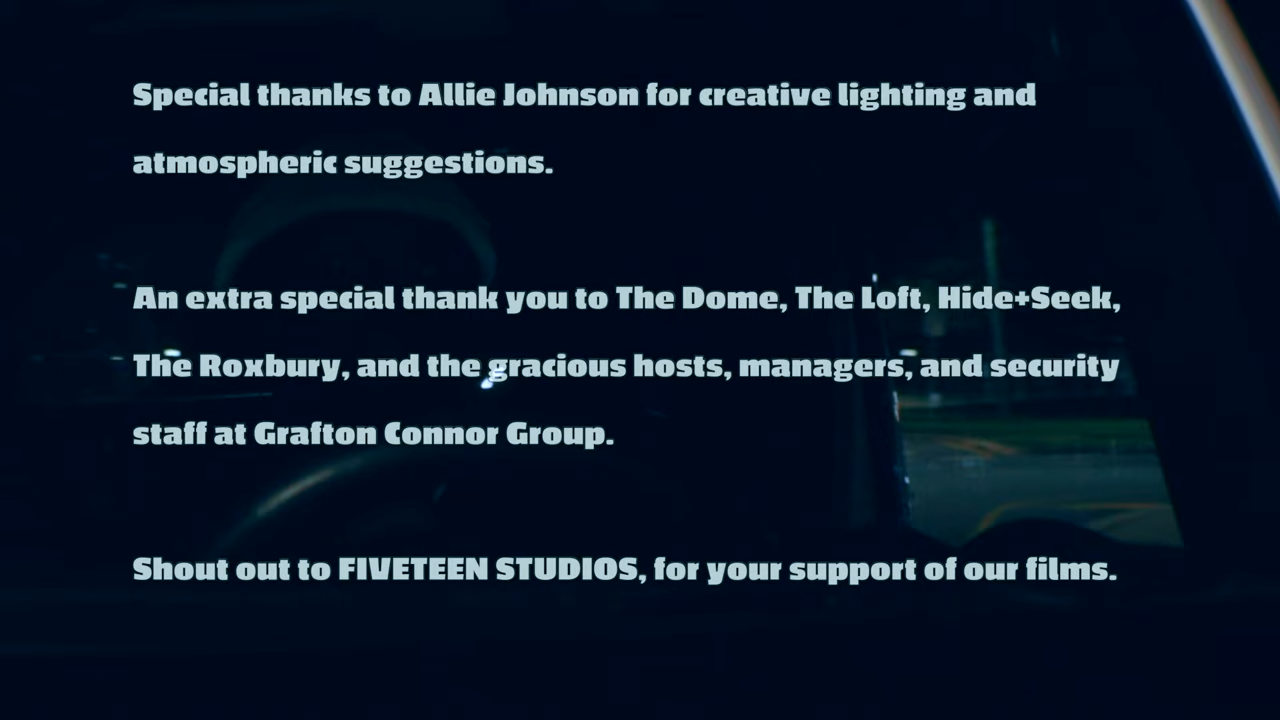 Special thanks to Allie Johnson for creative lighting and
atmospheric suggestions.
An extra special thank you to The Dome, The Loft, Hide+Seek,
The Roxbury, and the gracious hosts, managers, and security
staff at Grafton Connor Group.
Shout out to FIVETEEN STUDIOS, for your support of our films.